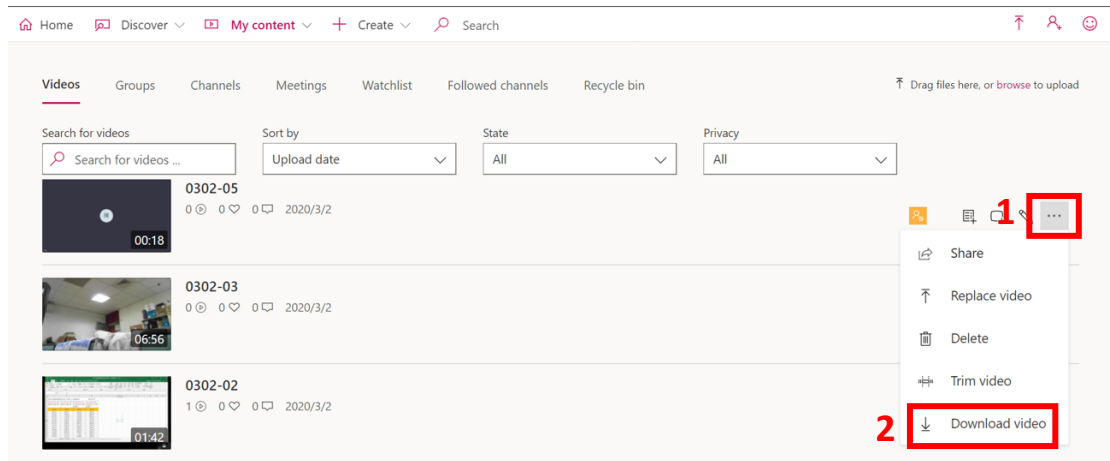 Home Discover My content Create Search
Videos Groups Channels Meetings Watchlist Followed channels Recycle bin Drag files here, or browse to upload
Search for videos Sort by State Privacy
Search for videos ... Upload date All All
0302-05
0 0 0 2020/3/2
00:18
1
Share
0302-03
0 0 0 2020/3/2
Replace video
06:56
Delete
0302-02
Trim video
1 0 0 2020/3/2
2 Download video
01:42